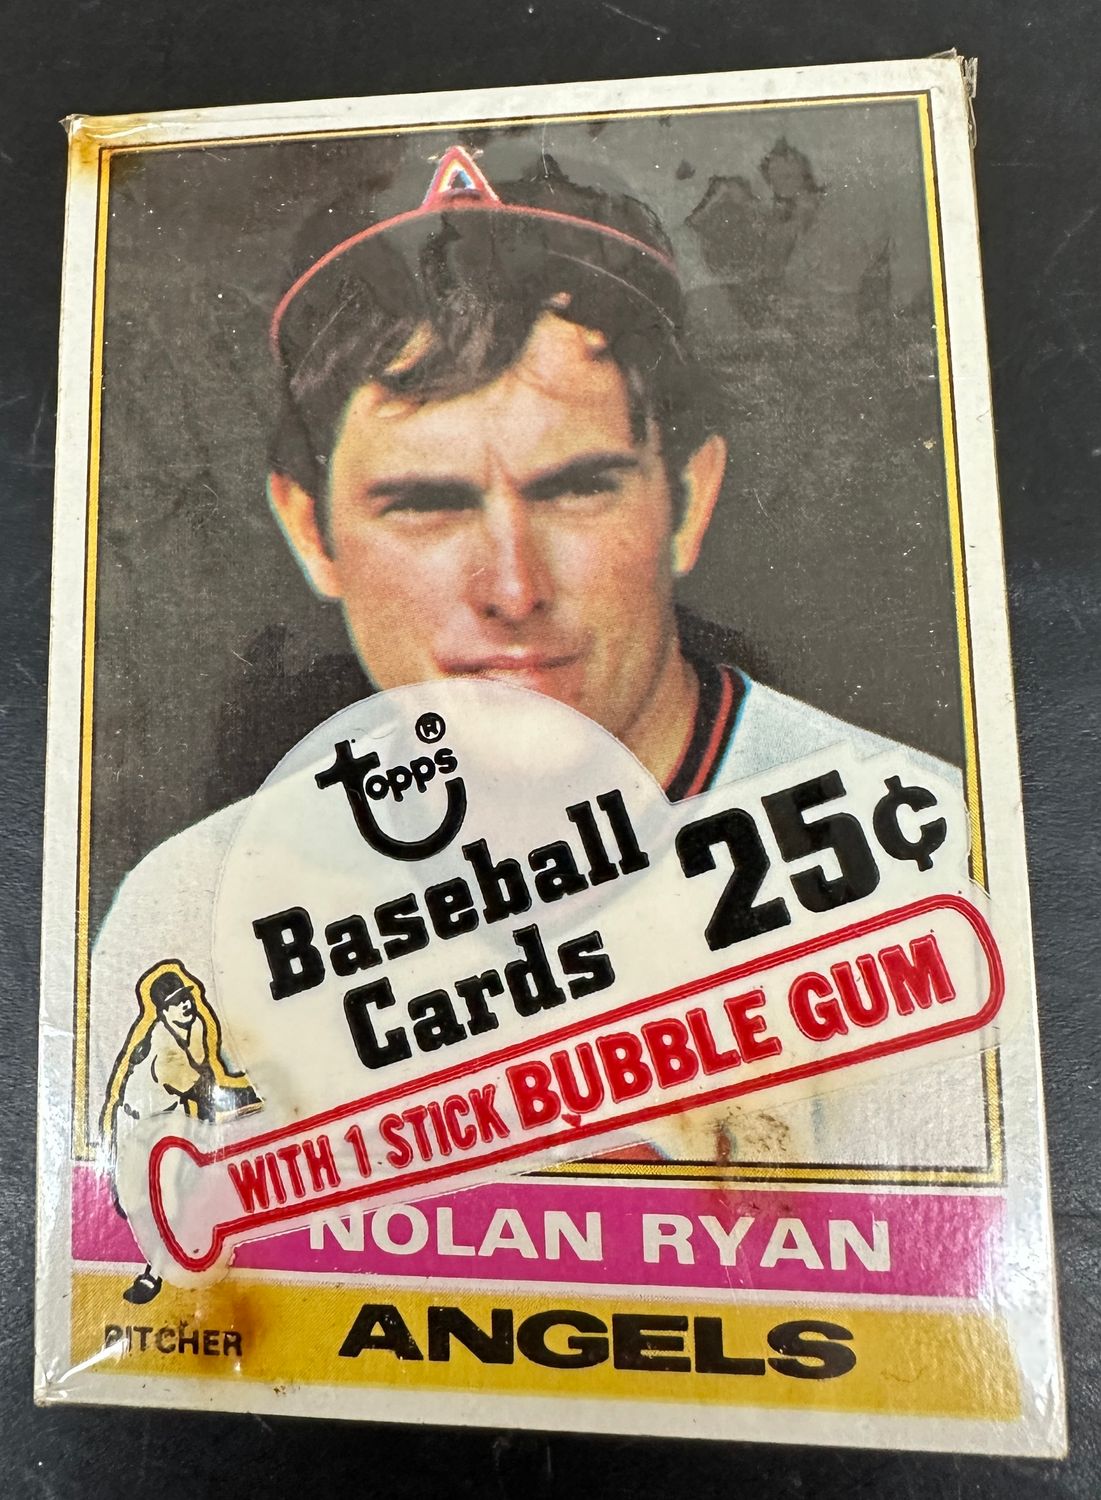 A
topps®
Baseball
Cards
25¢
WITH 1 STICK BUBBLE GUM
NOLAN RYAN
PITCHER
ANGELS